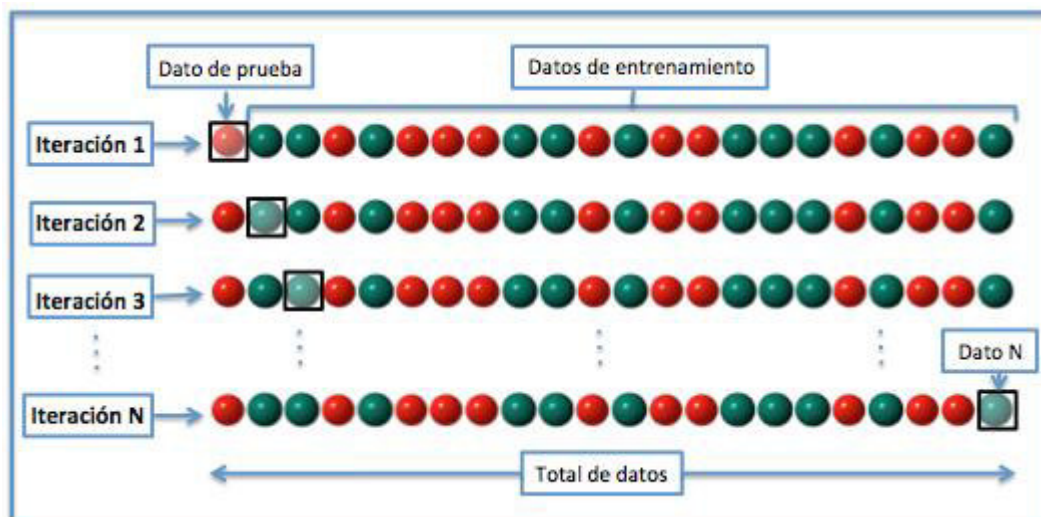 Dato de prueba
Datos de entrenamiento
Iteración 1
Iteración 2
Iteración 3
Dato N
Iteración N
Total de datos